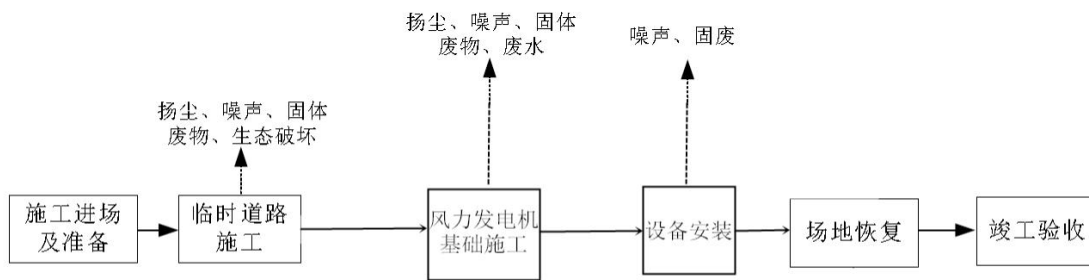 扬尘、噪声、固体
废物、废水
噪声、固废
扬尘、噪声、固体
废物、生态破坏
施工进场
及准备
临时道路
施工
风力发电机
基础施工
设备安装
场地恢复
竣工验收